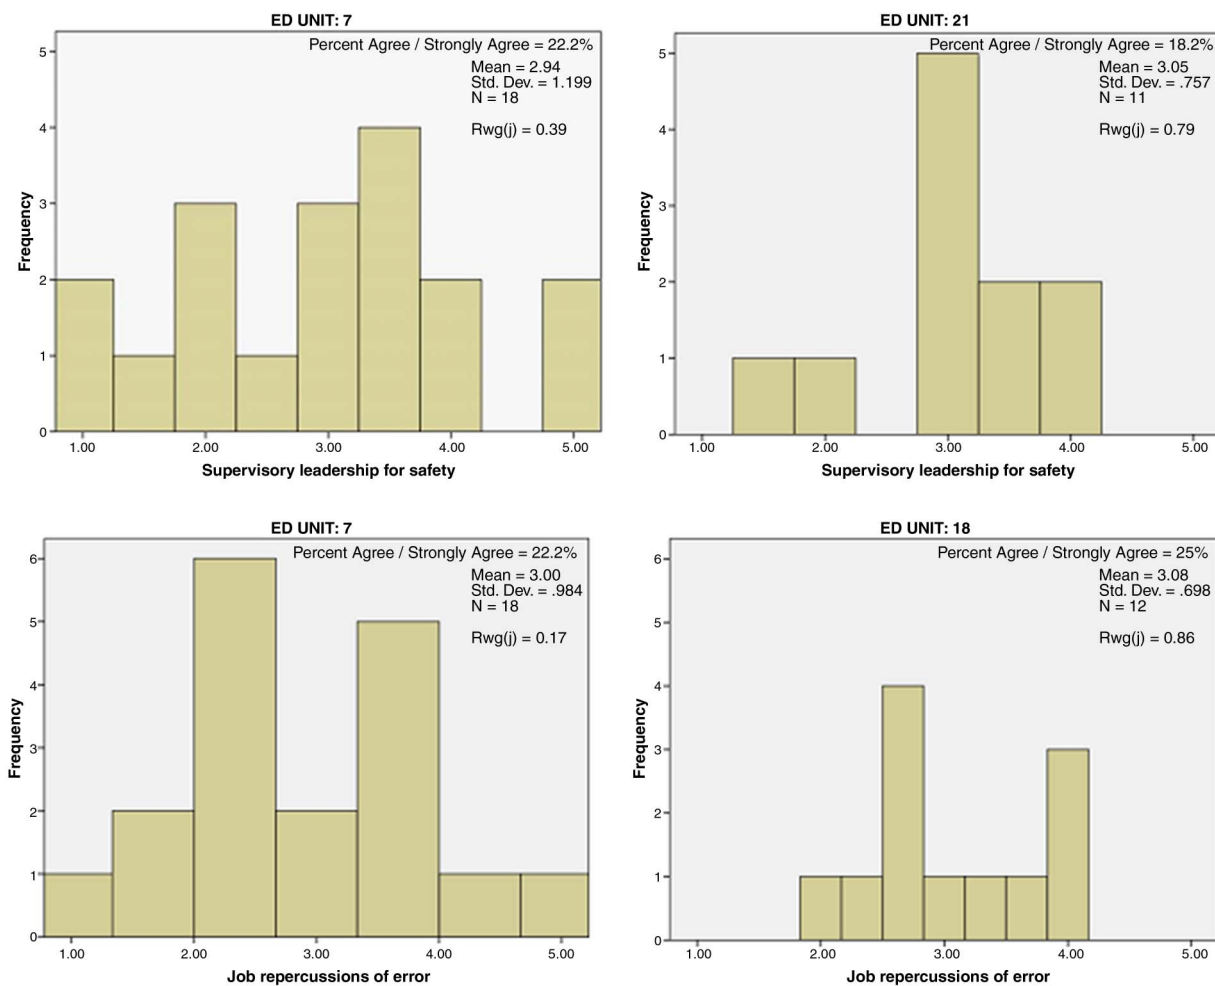 ED UNIT: 7
Percent Agree / Strongly Agree = 22.2%
Mean = 2.94
Std. Dev. = 1.199
N = 18
Rwg(j) = 0.39
5
4
3
2
1
0
Frequency
1.00 2.00 3.00 4.00 5.00
Supervisory leadership for safety
ED UNIT: 21
Percent Agree / Strongly Agree = 18.2%
Mean = 3.05
Std. Dev. = .757
N = 11
Rwg(j) = 0.79
5
4
3
2
1
0
Frequency
1.00 2.00 3.00 4.00 5.00
Supervisory leadership for safety
ED UNIT: 7
Percent Agree / Strongly Agree = 22.2%
Mean = 3.00
Std. Dev. = .984
N = 18
Rwg(j) = 0.17
6
5
4
3
2
1
0
Frequency
1.00 2.00 3.00 4.00 5.00
Job repercussions of error
ED UNIT: 18
Percent Agree / Strongly Agree = 25%
Mean = 3.08
Std. Dev. = .698
N = 12
Rwg(j) = 0.86
6
5
4
3
2
1
0
Frequency
1.00 2.00 3.00 4.00 5.00
Job repercussions of error